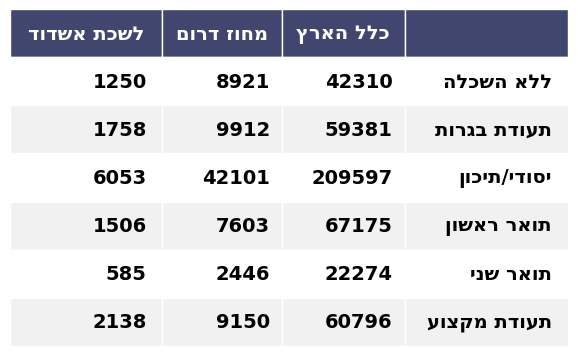 כלל הארץ מחוז דרום לשכת אשדוד
ללא השכלה 42310 8921 1250
תעודת בגרות 59381 9912 1758
יסודי/תיכון 209597 42101 6053
תואר ראשון 67175 7603 1506
תואר שני 22274 2446 585
תעודת מקצוע 60796 9150 2138